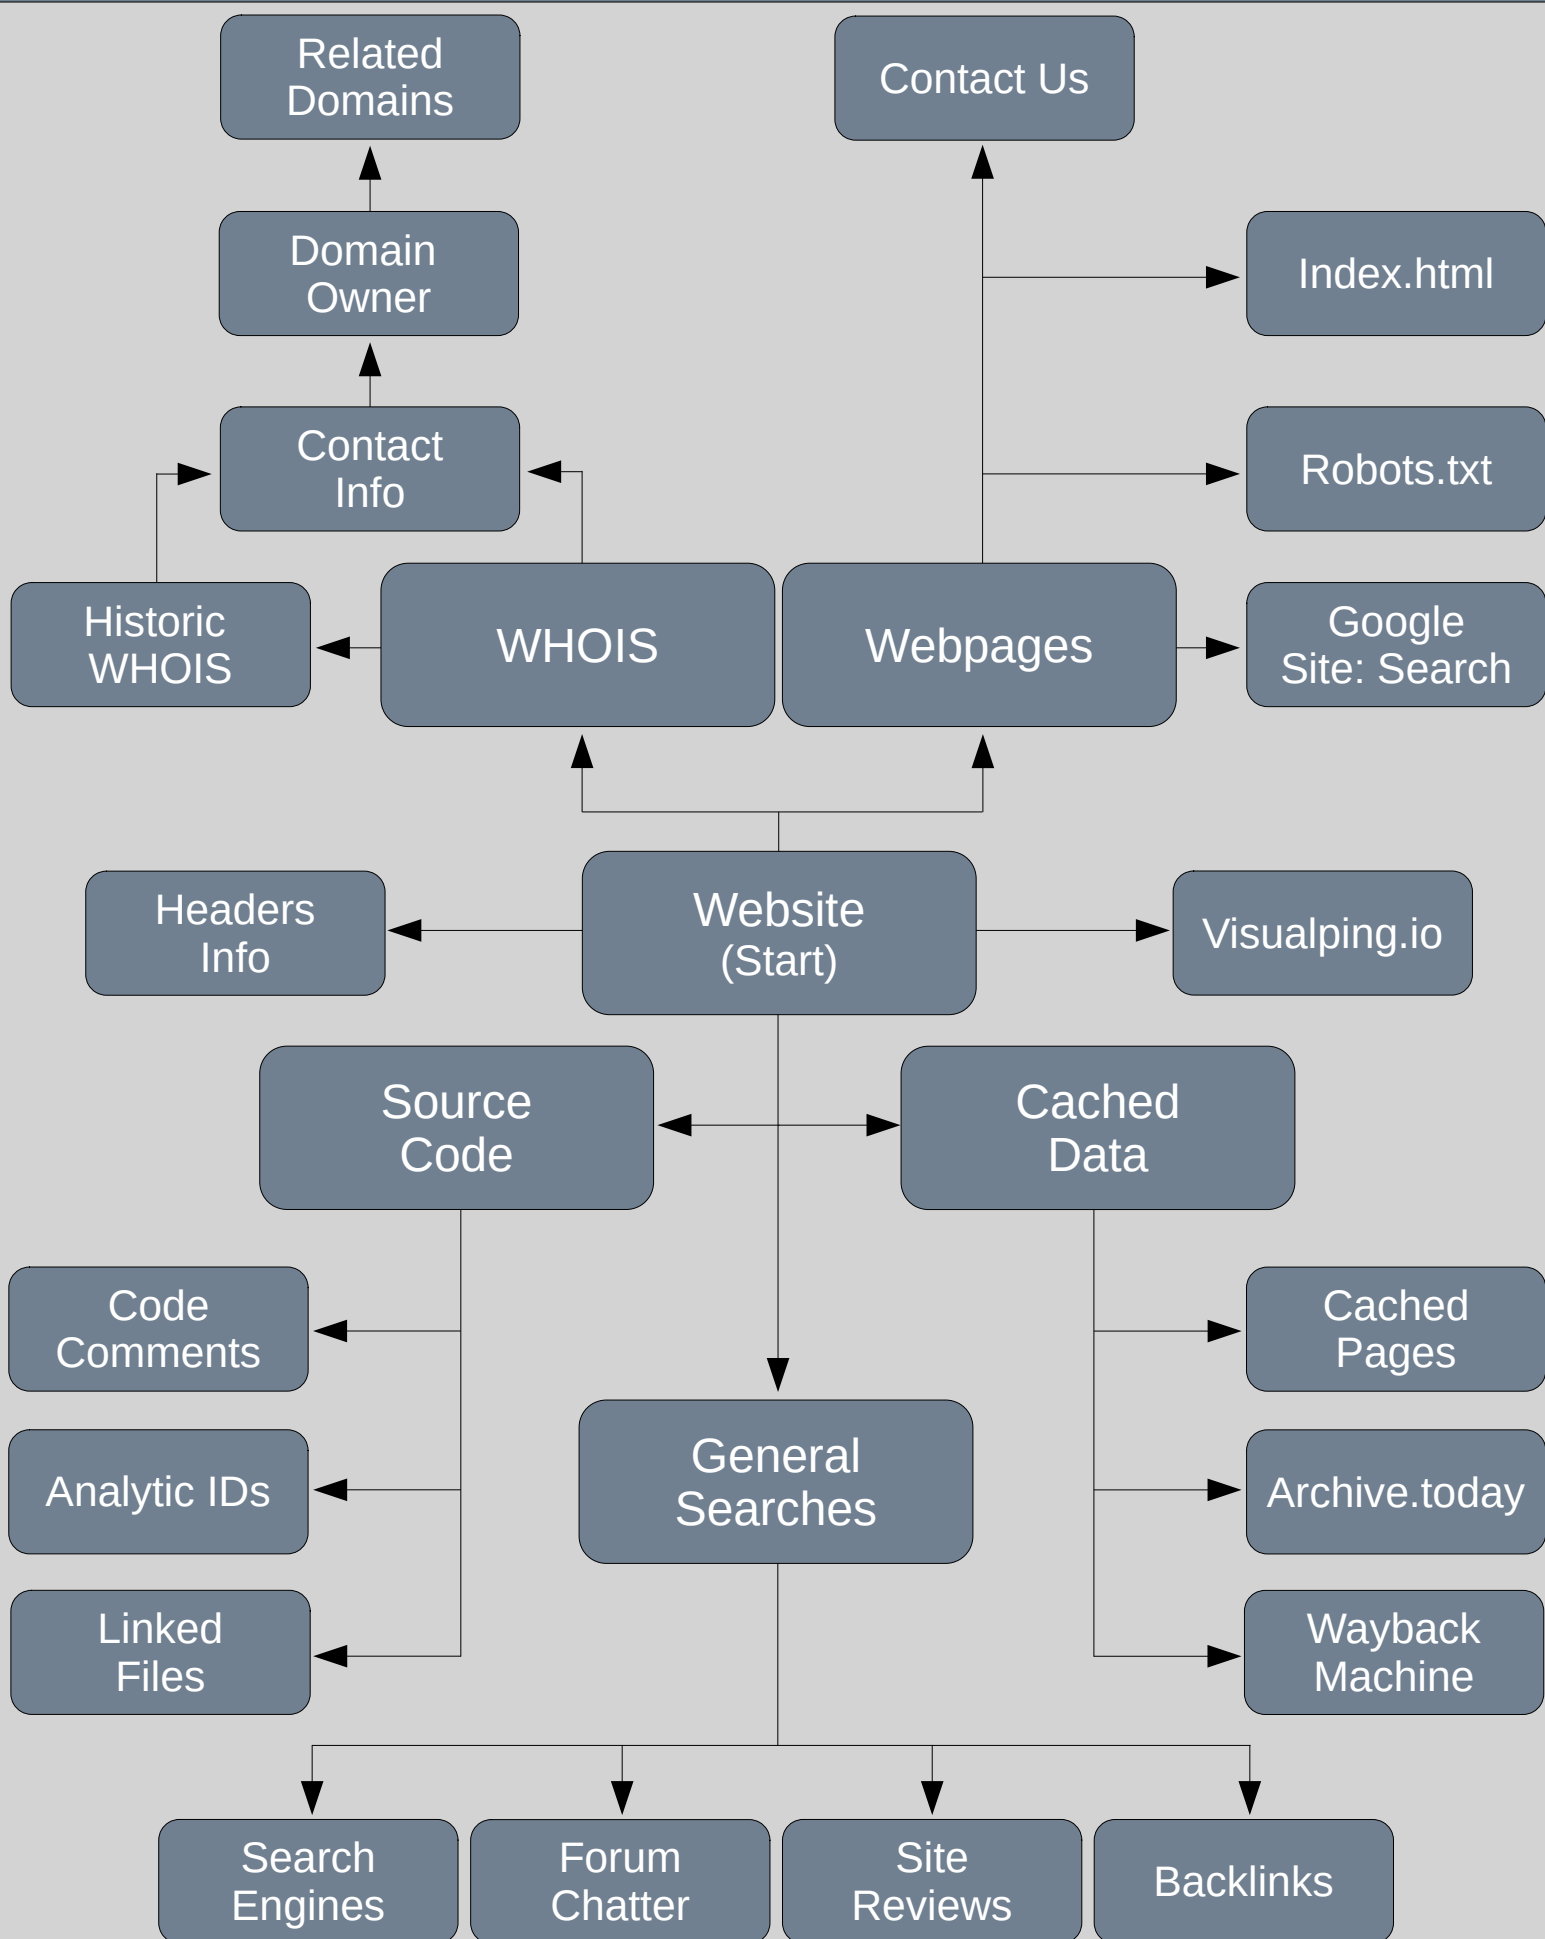 Related
Domains
Contact Us
Domain
Owner
Index.html
Contact
Info
Robots.txt
Historic
WHOIS
WHOIS
Webpages
Google
Site: Search
Headers
Info
Website
(Start)
Visualping.io
Source
Code
Cached
Data
Code
Comments
Cached
Pages
Analytic IDs
General
Searches
Archive.today
Linked
Files
Wayback
Machine
Search
Engines
Forum
Chatter
Site
Reviews
Backlinks